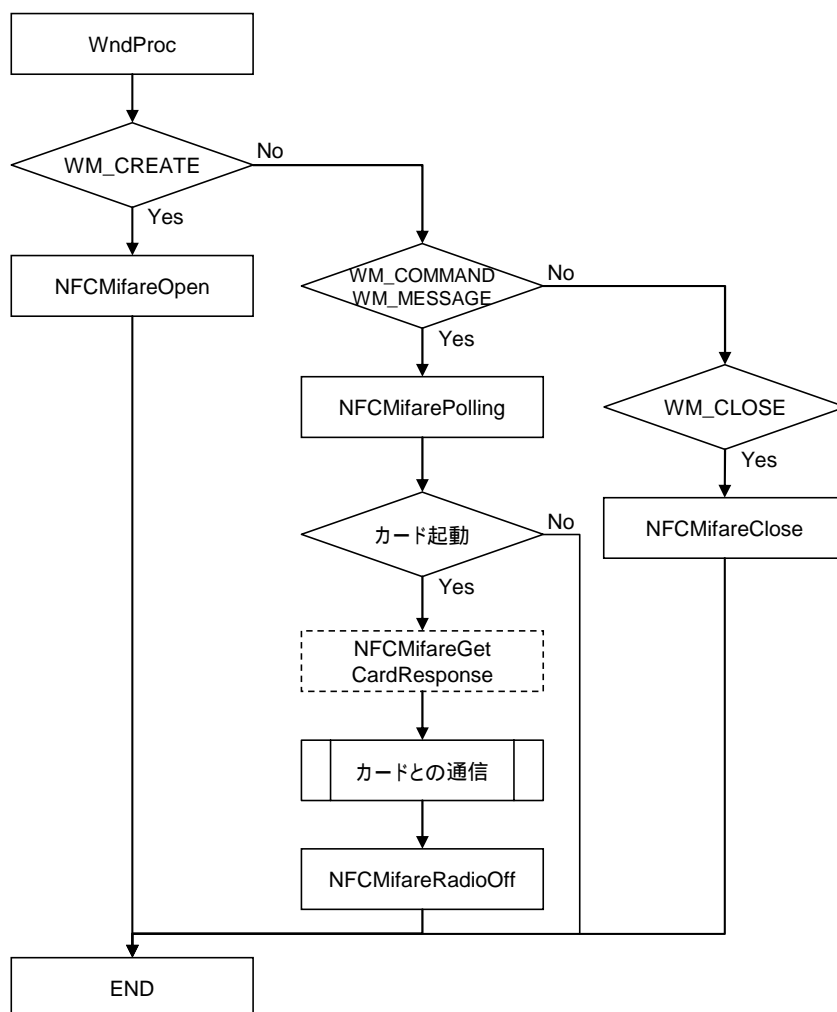 WndProc
WM_CREATE
No
Yes
NFCMifareOpen
WM_COMMAND
WM_MESSAGE
No
Yes
NFCMifarePolling
WM_CLOSE
Yes
カード起動
No
NFCMifareClose
Yes
NFCMifareGet
CardResponse
カードとの通信
NFCMifareRadioOff
END